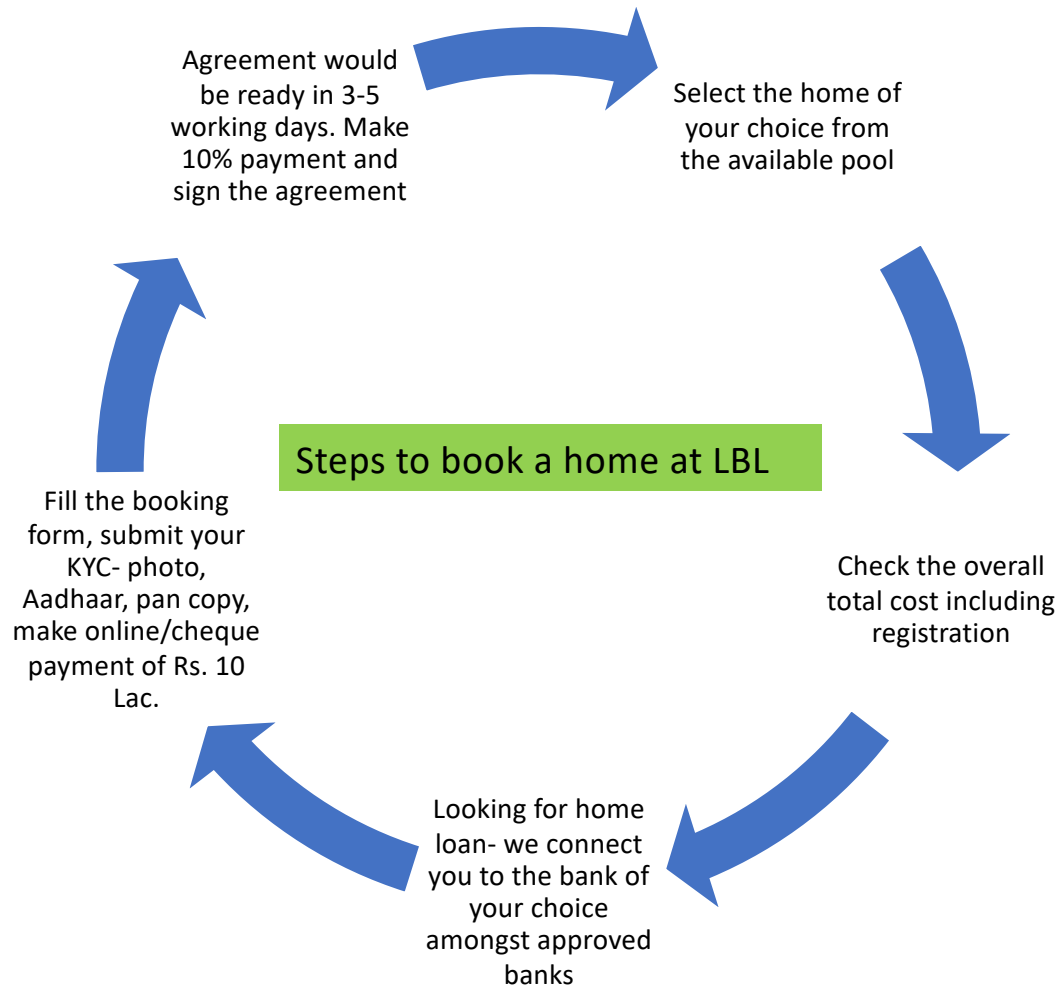 Agreement would
be ready in 3-5
working days. Make
10% payment and
sign the agreement
Select the home of
your choice from
the available pool
Steps to book a home at LBL
Fill the booking
form, submit your
KYC- photo,
Aadhaar, pan copy,
make online/cheque
payment of Rs. 10
Lac.
Check the overall
total cost including
registration
Looking for home
loan- we connect
you to the bank of
your choice
amongst approved
banks